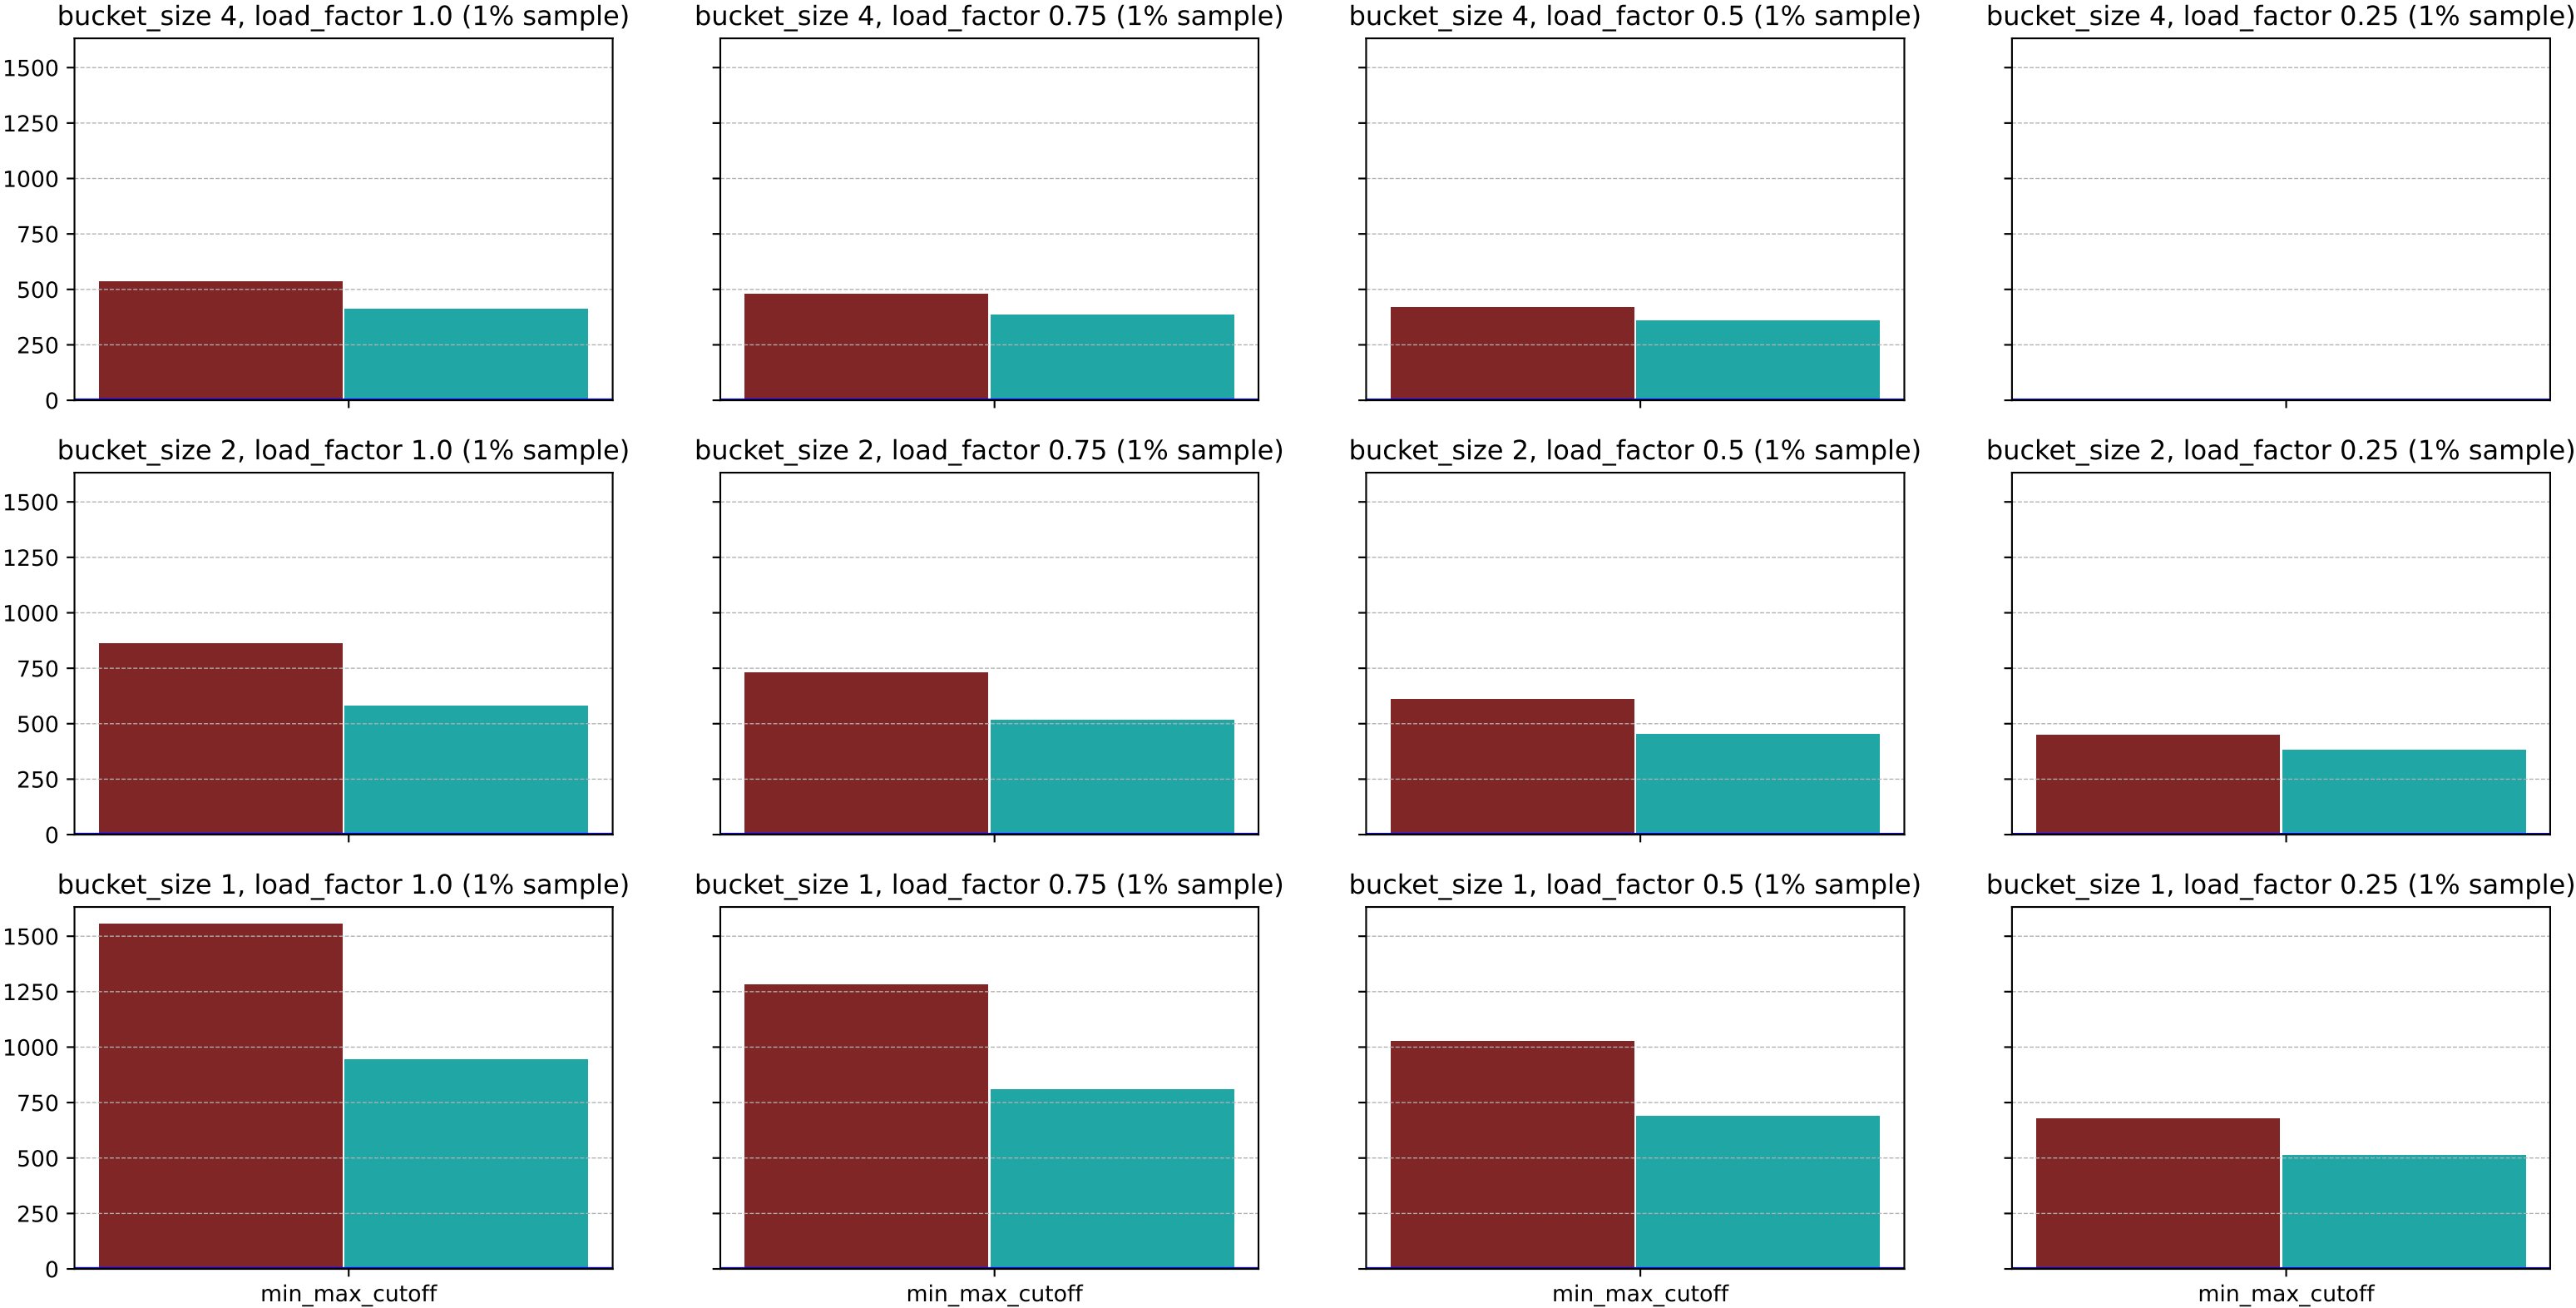 bucket_size 4, load_factor 1.0 (1% sample)
bucket_size 4, load_factor 0.75 (1% sample)
bucket_size 4, load_factor 0.5 (1% sample)
bucket_size 4, load_factor 0.25 (1% sample)
1500
1250
1000
750
500
250
0
bucket_size 2, load_factor 1.0 (1% sample)
bucket_size 2, load_factor 0.75 (1% sample)
bucket_size 2, load_factor 0.5 (1% sample)
bucket_size 2, load_factor 0.25 (1% sample)
1500
1250
1000
750
500
250
0
bucket_size 1, load_factor 1.0 (1% sample)
bucket_size 1, load_factor 0.75 (1% sample)
bucket_size 1, load_factor 0.5 (1% sample)
bucket_size 1, load_factor 0.25 (1% sample)
1500
1250
1000
750
500
250
0
min_max_cutoff
min_max_cutoff
min_max_cutoff
min_max_cutoff